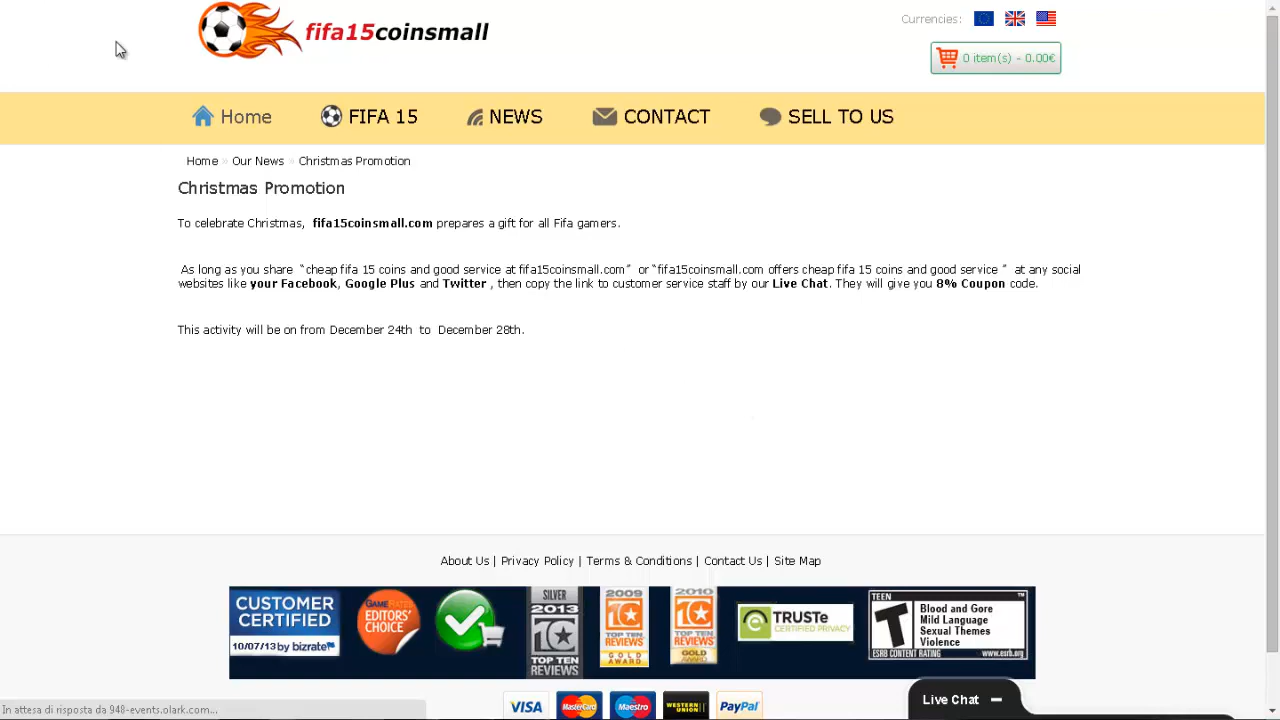 fifa15coinsmall
Currencies:
0 item(s) - 0.00€
Home FIFA 15 NEWS CONTACT SELL TO US
Home » Our News » Christmas Promotion
Christmas Promotion
To celebrate Christmas, fifa15coinsmall.com prepares a gift for all Fifa gamers.
As long as you share “cheap fifa 15 coins and good service at fifa15coinsmall.com” or “fifa15coinsmall.com offers cheap fifa 15 coins and good service ” at any social
websites like your Facebook, Google Plus and Twitter , then copy the link to customer service staff by our Live Chat. They will give you 8% Coupon code.
This activity will be on from December 24th to December 28th.
About Us | Privacy Policy | Terms & Conditions | Contact Us | Site Map
CUSTOMER
CERTIFIED
10/07/13 by bizrate
EDITORS'
CHOICE
SILVER
2013
10
TOP TEN
REVIEWS
2009
10
TOP TEN
REVIEWS
GOLD
AWARD
2010
10
TOP TEN
REVIEWS
GOLD
AWARD
TRUSTe
CERTIFIED PRIVACY
TEEN
T
Blood and Gore
Mild Language
Sexual Themes
Violence
ESRB CONTENT RATING www.esrb.org
VISA MasterCard Maestro WESTERN UNION PayPal
Live Chat
In attesa di risposta da 948-events.olark.com...